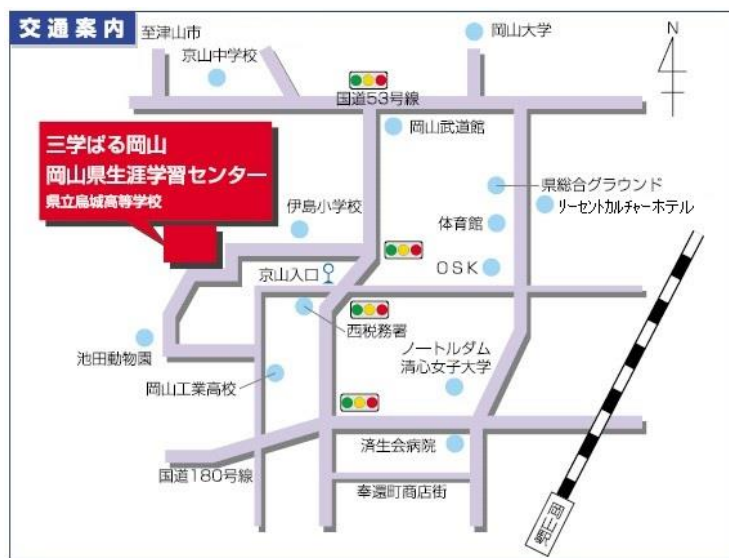 交通案内
至津山市
京山中学校
岡山大学
N
国道53号線
岡山武道館
三学ぱる岡山
岡山県生涯学習センター
県立烏城高等学校
伊島小学校
県総合グラウンド
リーセントカルチャーホテル
体育館
京山入口
OSK
西税務署
池田動物園
ノートルダム
清心女子大学
岡山工業高校
済生会病院
国道180号線
奉還町商店街
岡山駅